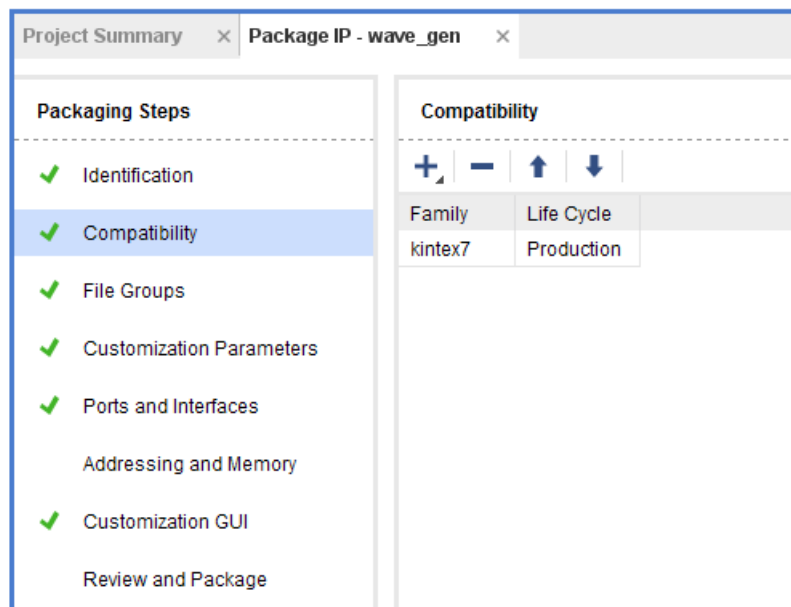 Project Summary × Package IP - wave_gen ×
Packaging Steps
Identification
Compatibility
File Groups
Customization Parameters
Ports and Interfaces
Addressing and Memory
Customization GUI
Review and Package
Compatibility
Family Life Cycle
kintex7 Production